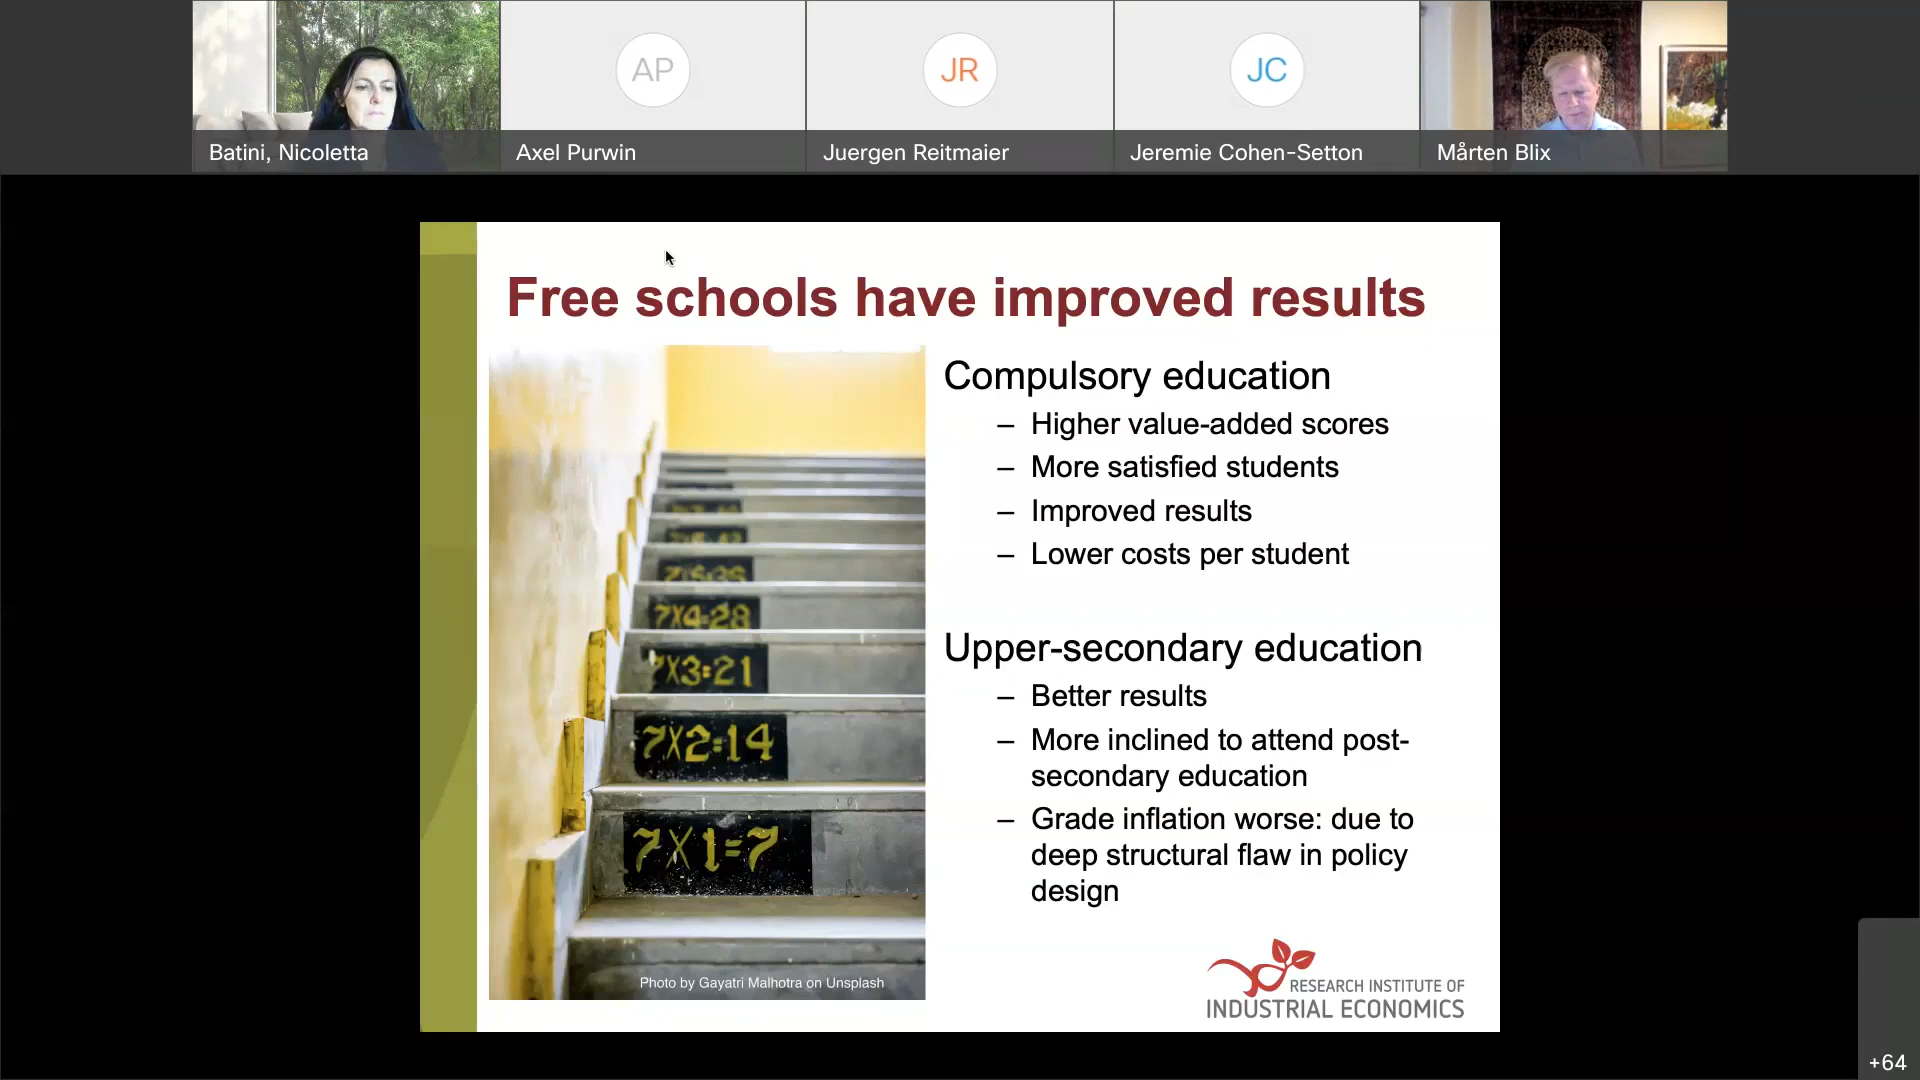 AP
JR
JC
Batini, Nicoletta
Axel Purwin
Juergen Reitmaier
Jeremie Cohen-Setton
Mårten Blix
Free schools have improved results
Compulsory education
– Higher value-added scores
– More satisfied students
– Improved results
– Lower costs per student
Upper-secondary education
– Better results
– More inclined to attend post-
secondary education
– Grade inflation worse: due to
deep structural flaw in policy
design
7X4=28
7X3=21
7X2=14
7X1=7
Photo by Gayatri Malhotra on Unsplash
RESEARCH INSTITUTE OF
INDUSTRIAL ECONOMICS
+64